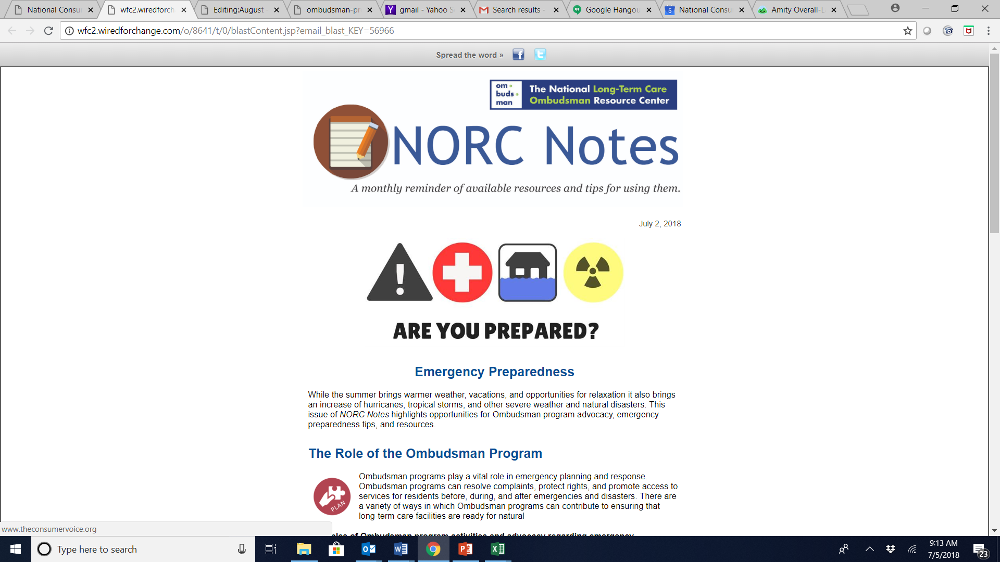 National Consu
wfc2.wiredforch
Editing:August
ombudsman-pr
gmail - Yahoo S
Search results -
Google Hangou
5
National Consu
Amity Overall-L
wfc2.wiredforchange.com/o/8641/t/0/blastContent.jsp?email_blast_KEY=56966
Spread the word »
om
buds
man
The National Long-Term Care
Ombudsman Resource Center
NORC Notes
A monthly reminder of available resources and tips for using them.
July 2, 2018
ARE YOU PREPARED?
Emergency Preparedness
While the summer brings warmer weather, vacations, and opportunities for relaxation it also brings
an increase of hurricanes, tropical storms, and other severe weather and natural disasters. This
issue of NORC Notes highlights opportunities for Ombudsman program advocacy, emergency
preparedness tips, and resources.
The Role of the Ombudsman Program
PLAN
Ombudsman programs play a vital role in emergency planning and response.
Ombudsman programs can resolve complaints, protect rights, and promote access to
services for residents before, during, and after emergencies and disasters. There are
a variety of ways in which Ombudsman programs can contribute to ensuring that
long-term care facilities are ready for natural
of Ombudsman program activities and advocacy regarding emergency
www.theconsumervoice.org
Type here to search
9:13 AM
7/5/2018
23